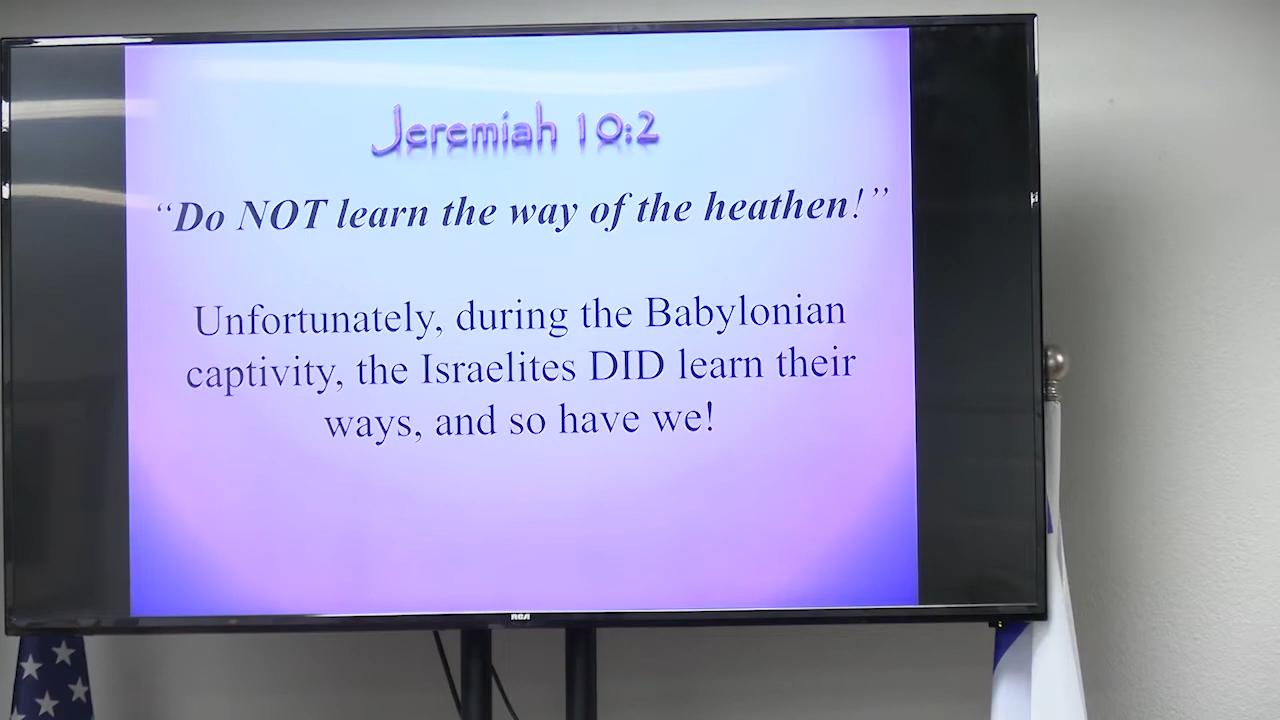 Jeremiah 10:2
“Do NOT learn the way of the heathen!”
Unfortunately, during the Babylonian
captivity, the Israelites DID learn their
ways, and so have we!
RCA